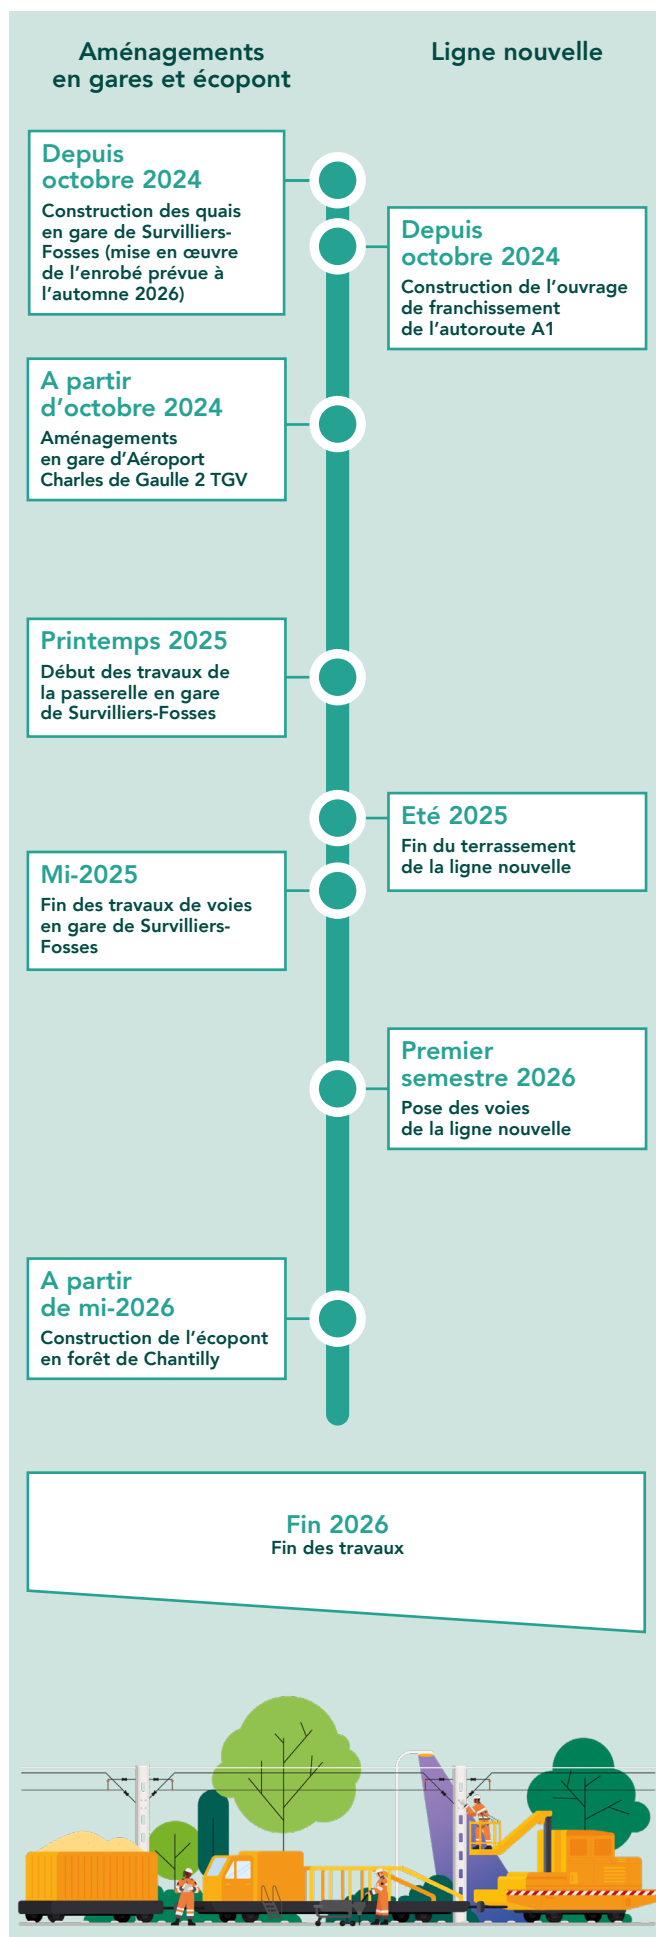 Aménagements
en gares et écopont
Ligne nouvelle
Depuis
octobre 2024
Construction des quais
en gare de Survilliers-
Fosses (mise en œuvre
de l'enrobé prévue à
l'automne 2026)
Depuis
octobre 2024
Construction de l'ouvrage
de franchissement
de l'autoroute A1
A partir
d'octobre 2024
Aménagements
en gare d'Aéroport
Charles de Gaulle 2 TGV
Printemps 2025
Début des travaux de
la passerelle en gare
de Survilliers-Fosses
Eté 2025
Fin du terrassement
de la ligne nouvelle
Mi-2025
Fin des travaux de voies
en gare de Survilliers-
Fosses
Premier
semestre 2026
Pose des voies
de la ligne nouvelle
A partir
de mi-2026
Construction de l'écopont
en forêt de Chantilly
Fin 2026
Fin des travaux